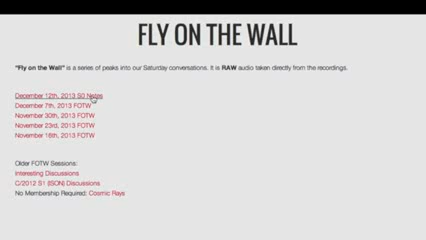 FLY ON THE WALL
"Fly on the Wall" is a series of peaks into our Saturday conversations. It is RAW audio taken directly from the recordings.
December 12th, 2013 S0 Notes
December 7th, 2013 FOTW
November 30th, 2013 FOTW
November 23rd, 2013 FOTW
November 16th, 2013 FOTW
Older FOTW Sessions:
Interesting Discussions
C/2012 S1 (ISON) Discussions
No Membership Required: Cosmic Rays